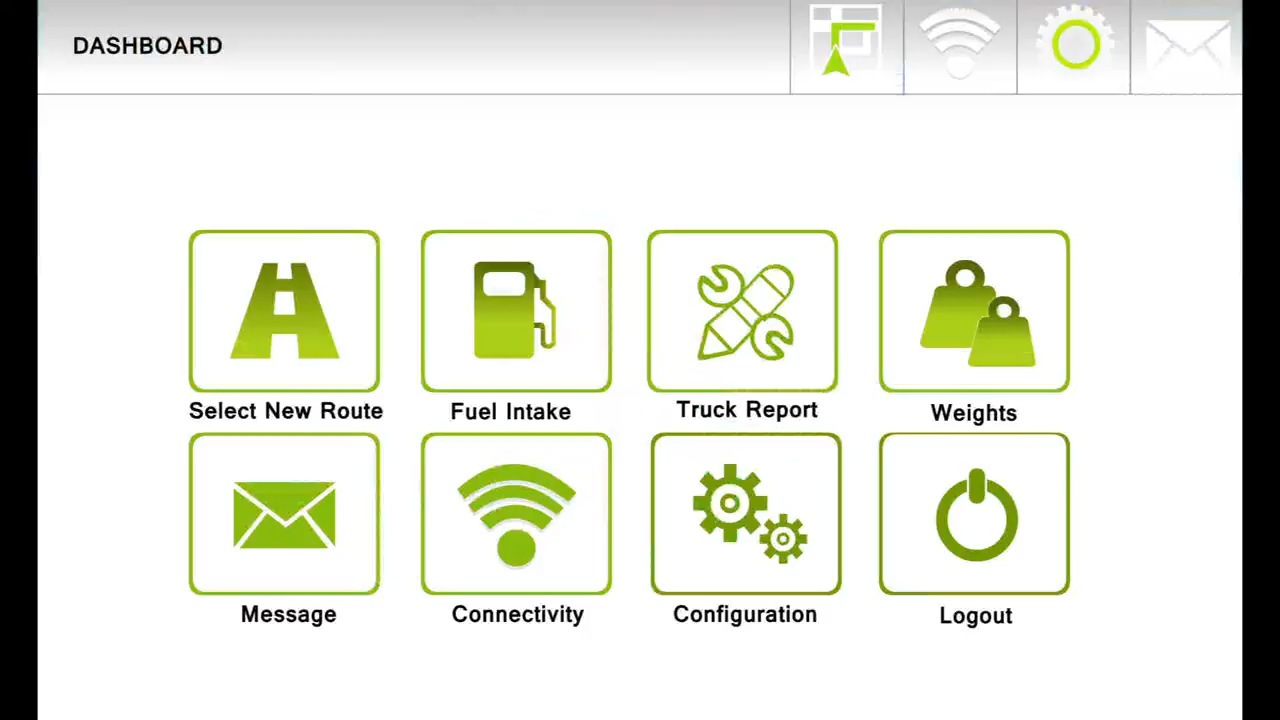 DASHBOARD
Select New Route
Fuel Intake
Truck Report
Weights
Message
Connectivity
Configuration
Logout